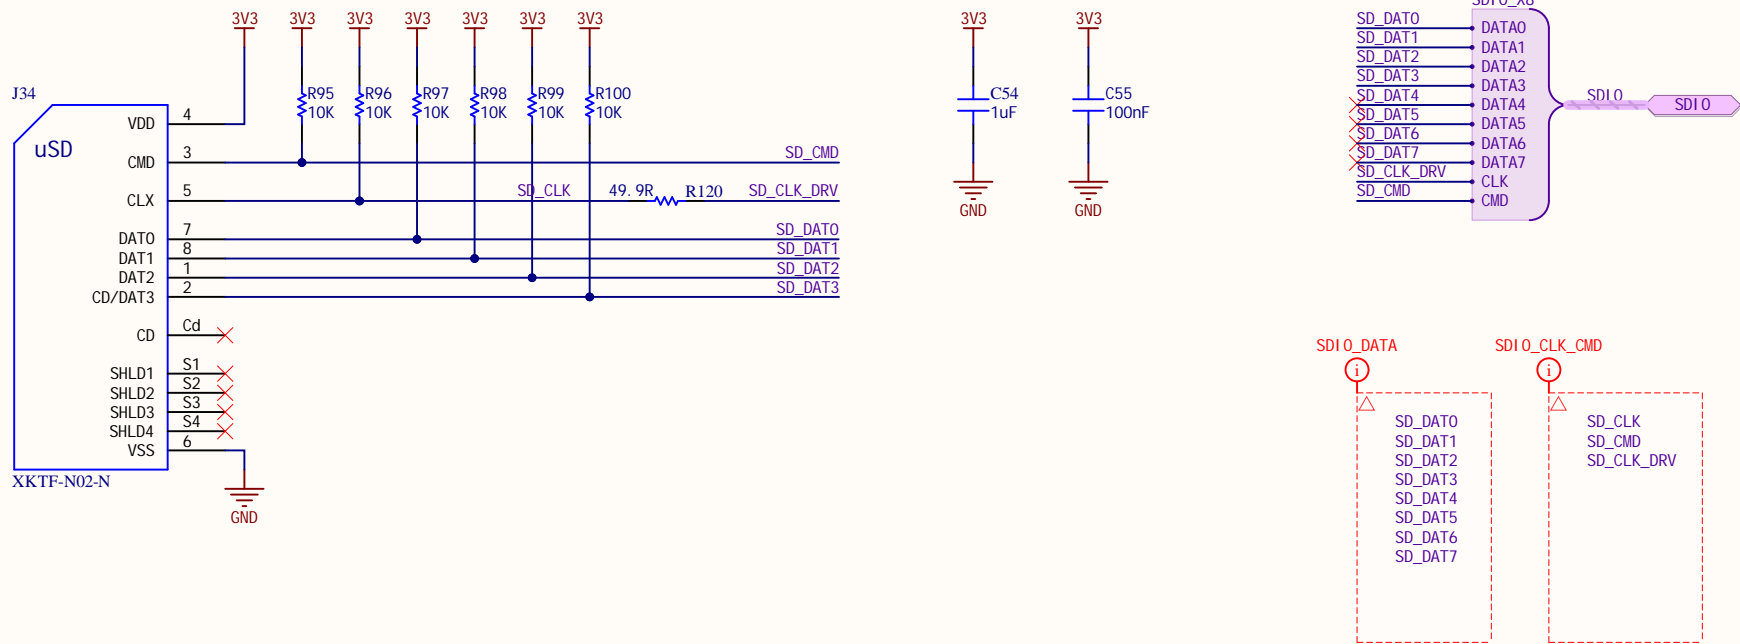 3V3 3V3 3V3 3V3 3V3 3V3 3V3
J34
uSD
VDD 4
CMD 3
CLX 5
DAT0 7
DAT1 8
DAT2 1
CD/DAT3 2
CD Cd
SHLD1 S1
SHLD2 S2
SHLD3 S3
SHLD4 S4
VSS 6
XKTF-N02-N
GND
R95 10K
R96 10K
R97 10K
R98 10K
R99 10K
R100 10K
SD_CMD
SD_CLK 49.9R R120 SD_CLK_DRV
SD_DAT0
SD_DAT1
SD_DAT2
SD_DAT3
3V3 3V3
C54
1uF
C55
100nF
GND GND
SDIO_X8
SD_DAT0 DATA0
SD_DAT1 DATA1
SD_DAT2 DATA2
SD_DAT3 DATA3
SD_DAT4 DATA4
SD_DAT5 DATA5
SD_DAT6 DATA6
SD_DAT7 DATA7
SD_CLK_DRV CLK
SD_CMD CMD
SDIO SDIO
SDIO_DATA
i
SD_DAT0
SD_DAT1
SD_DAT2
SD_DAT3
SD_DAT4
SD_DAT5
SD_DAT6
SD_DAT7
SDIO_CLK_CMD
i
SD_CLK
SD_CMD
SD_CLK_DRV